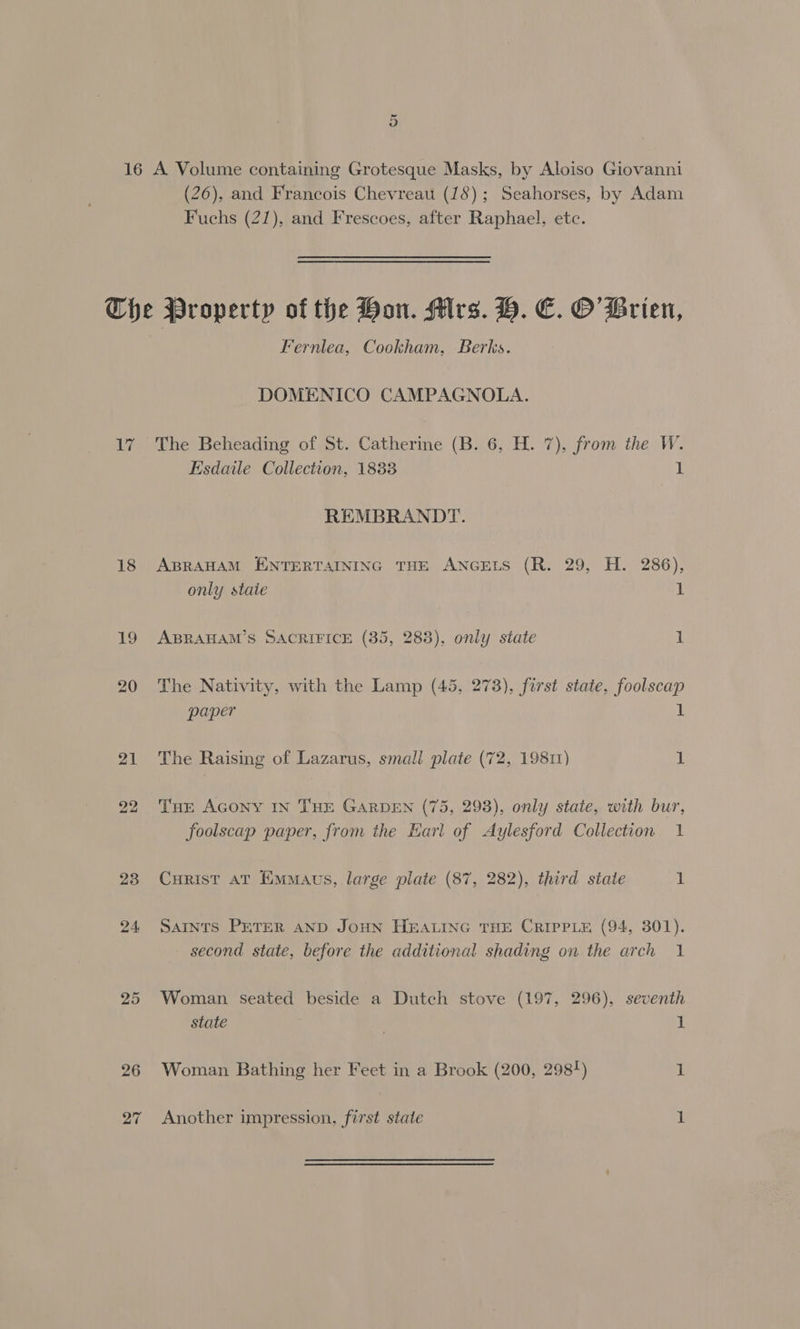 5
16 A Volume containing Grotesque Masks, by Aloiso Giovanni
(26), and Francois Chevreau (18); Seahorses, by Adam
Fuchs (21), and Frescoes, after Raphael, etc.
The Property of the Hon. Mrs. H. E. O'Brien,
Fernlea, Cookham, Berks.
DOMENICO CAMPAGNOLA.
17 The Beheading of St. Catherine (B. 6, H. 7), from the W.
Esdaile Collection, 1833 1
REMBRANDT.
18 ABRAHAM ENTERTAINING THE ANGELS (R. 29, H. 286),
only state 1
19 ABRAHAM'S SACRIFICE (35, 283), only state 1
20 The Nativity, with the Lamp (45, 273), first state, foolscap
paper 1
21 The Raising of Lazarus, small plate (72, 198II) 1
22 THE AGONY IN THE GARDEN (75, 293), only state, with bur,
foolscap paper, from the Earl of Aylesford Collection 1
23 CHRIST AT EMMAUS, large plate (87, 282), third state 1
24 SAINTS PETER AND JOHN HEALING THE CRIPPLE (94, 301).
second state, before the additional shading on the arch 1
25 Woman seated beside a Dutch stove (197, 296), seventh
state 1
26 Woman Bathing her Feet in a Brook (200, 298¹) 1
27 Another impression, first state 1